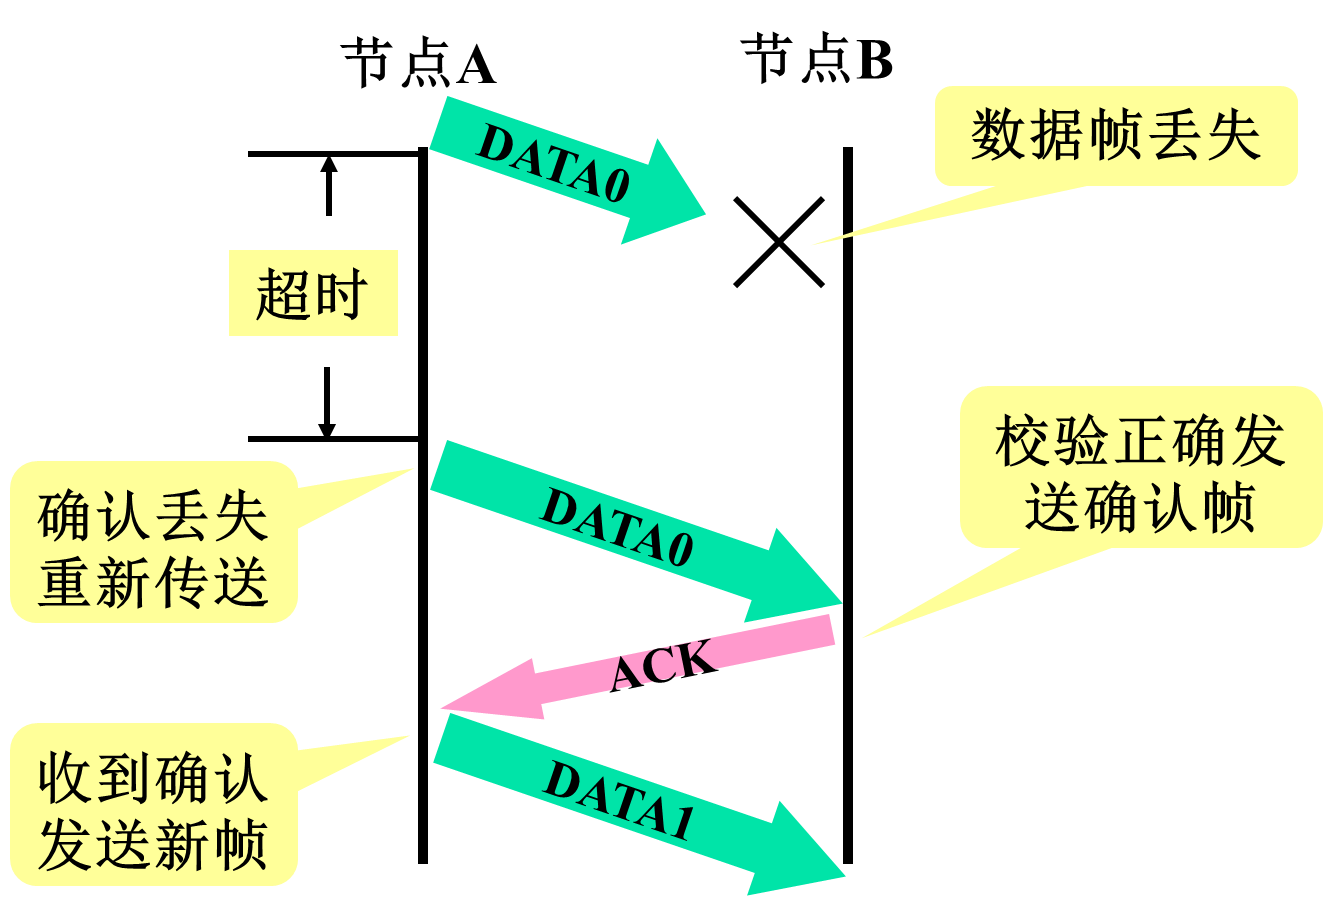 节点A
节点B
数据帧丢失
DATA0
超时
校验正确发
送确认帧
确认丢失
重新传送
DATA0
ACK
收到确认
发送新帧
DATA1